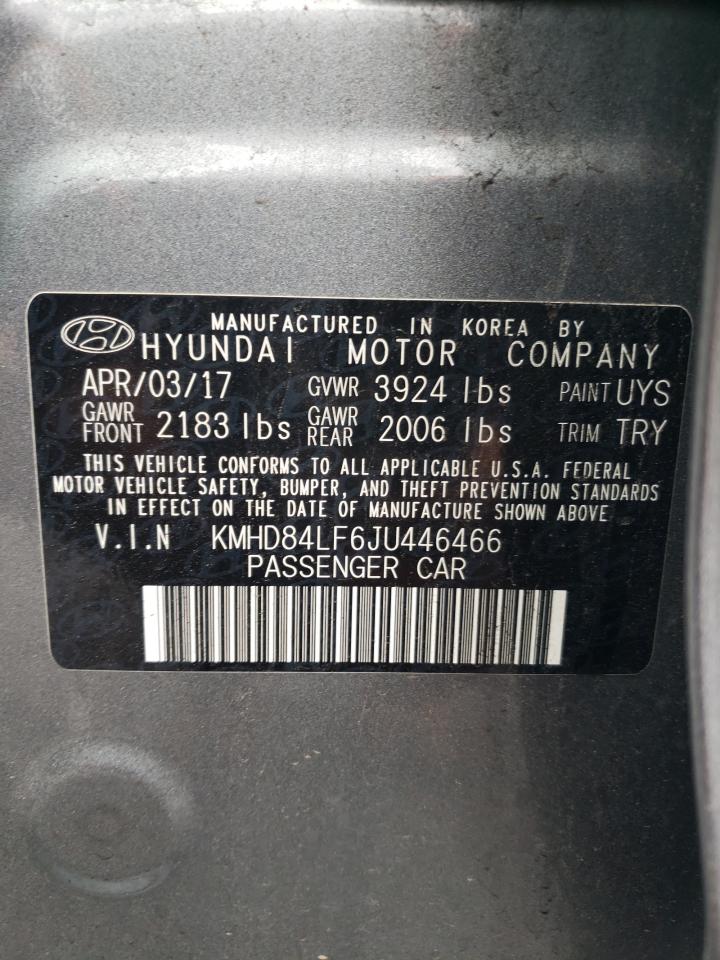 MANUFACTURED IN KOREA BY
HYUNDAI MOTOR COMPANY
APR/03/17 GVWR 3924 lbs PAINT UYS
GAWR FRONT 2183 lbs GAWR REAR 2006 lbs TRIM TRY
THIS VEHICLE CONFORMS TO ALL APPLICABLE U.S.A. FEDERAL
MOTOR VEHICLE SAFETY, BUMPER, AND THEFT PREVENTION STANDARDS
IN EFFECT ON THE DATE OF MANUFACTURE SHOWN ABOVE
V.I.N KMHD84LF6JU446466
PASSENGER CAR